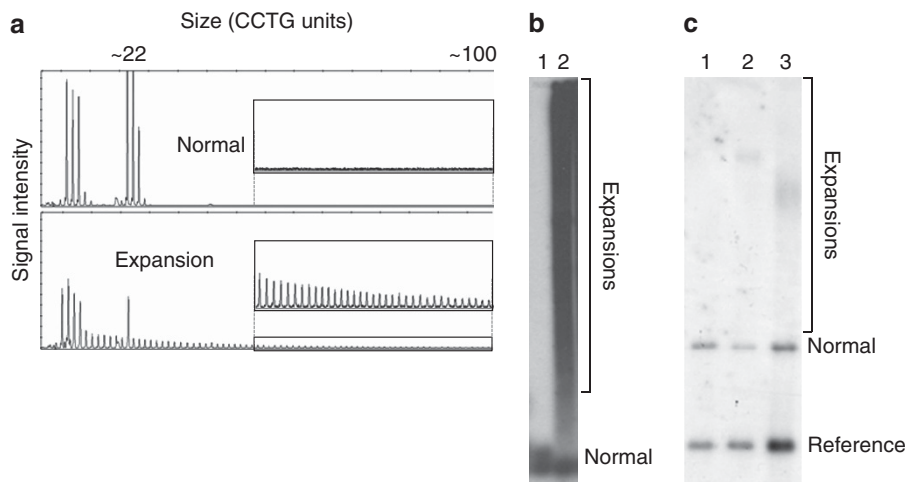 a
Size (CCTG units)
~22
~100
Signal intensity
Normal
Expansion
b
1 2
Expansions
Normal
c
1 2 3
Expansions
Normal
Reference